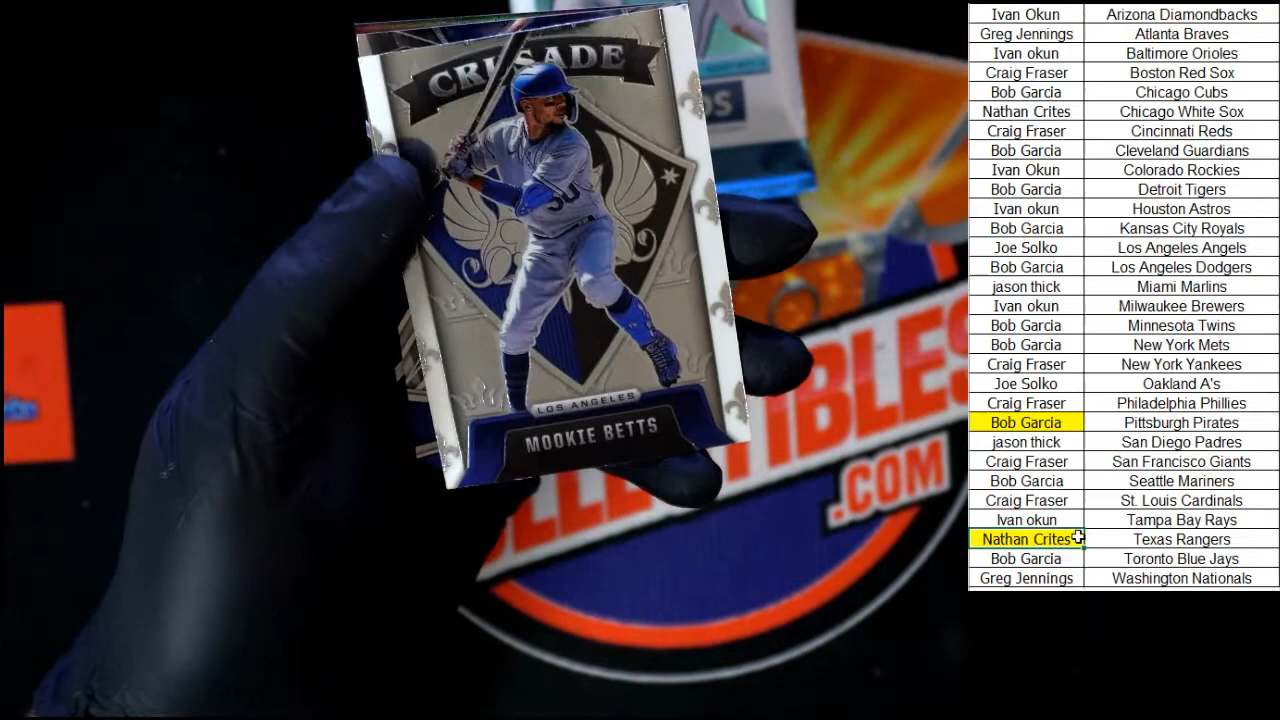 CRUSADE
50
LOS ANGELES
MOOKIE BETTS
.COM
Ivan Okun Arizona Diamondbacks
Greg Jennings Atlanta Braves
Ivan okun Baltimore Orioles
Craig Fraser Boston Red Sox
Bob Garcia Chicago Cubs
Nathan Crites Chicago White Sox
Craig Fraser Cincinnati Reds
Bob Garcia Cleveland Guardians
Ivan Okun Colorado Rockies
Bob Garcia Detroit Tigers
Ivan okun Houston Astros
Bob Garcia Kansas City Royals
Joe Solko Los Angeles Angels
Bob Garcia Los Angeles Dodgers
jason thick Miami Marlins
Ivan okun Milwaukee Brewers
Bob Garcia Minnesota Twins
Bob Garcia New York Mets
Craig Fraser New York Yankees
Joe Solko Oakland A's
Craig Fraser Philadelphia Phillies
Bob Garcia Pittsburgh Pirates
jason thick San Diego Padres
Craig Fraser San Francisco Giants
Bob Garcia Seattle Mariners
Craig Fraser St. Louis Cardinals
Ivan okun Tampa Bay Rays
Nathan Crites Texas Rangers
Bob Garcia Toronto Blue Jays
Greg Jennings Washington Nationals